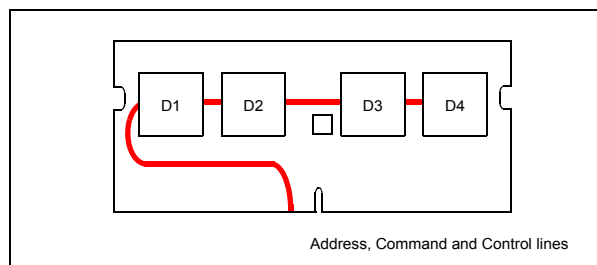 D1 D2 D3 D4
Address, Command and Control lines